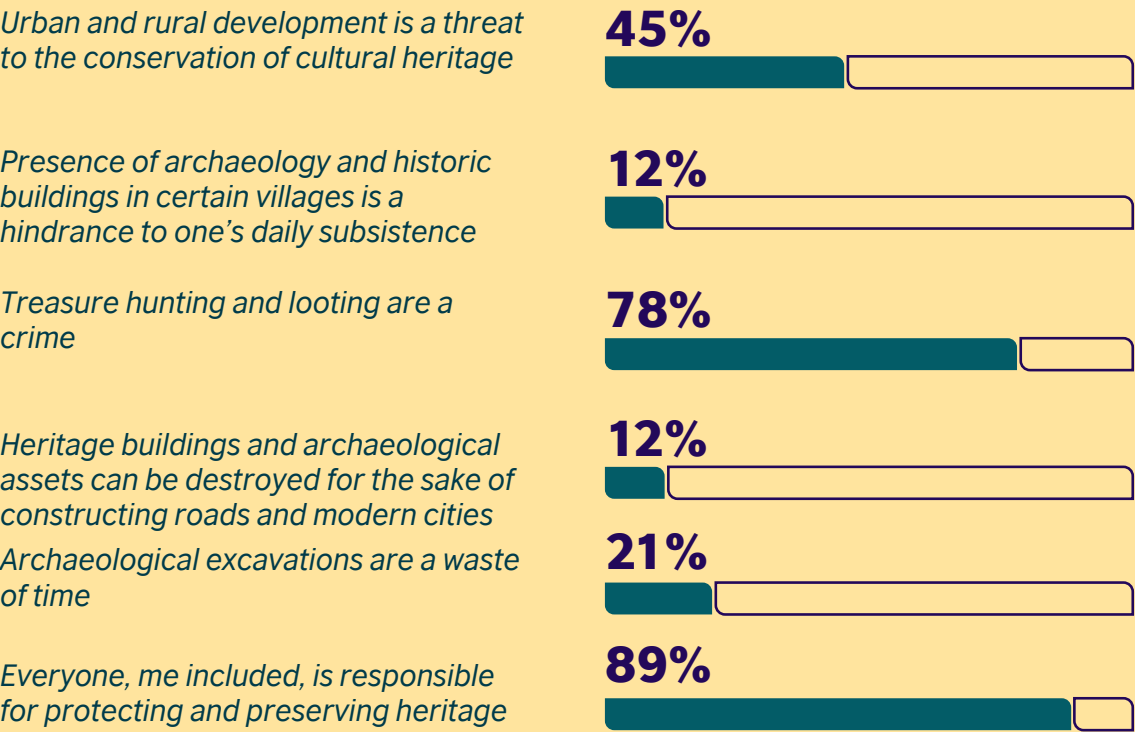 Urban and rural development is a threat
to the conservation of cultural heritage
45%
Presence of archaeology and historic
buildings in certain villages is a
hindrance to one’s daily subsistence
12%
Treasure hunting and looting are a
crime
78%
Heritage buildings and archaeological
assets can be destroyed for the sake of
constructing roads and modern cities
12%
Archaeological excavations are a waste
of time
21%
Everyone, me included, is responsible
for protecting and preserving heritage
89%